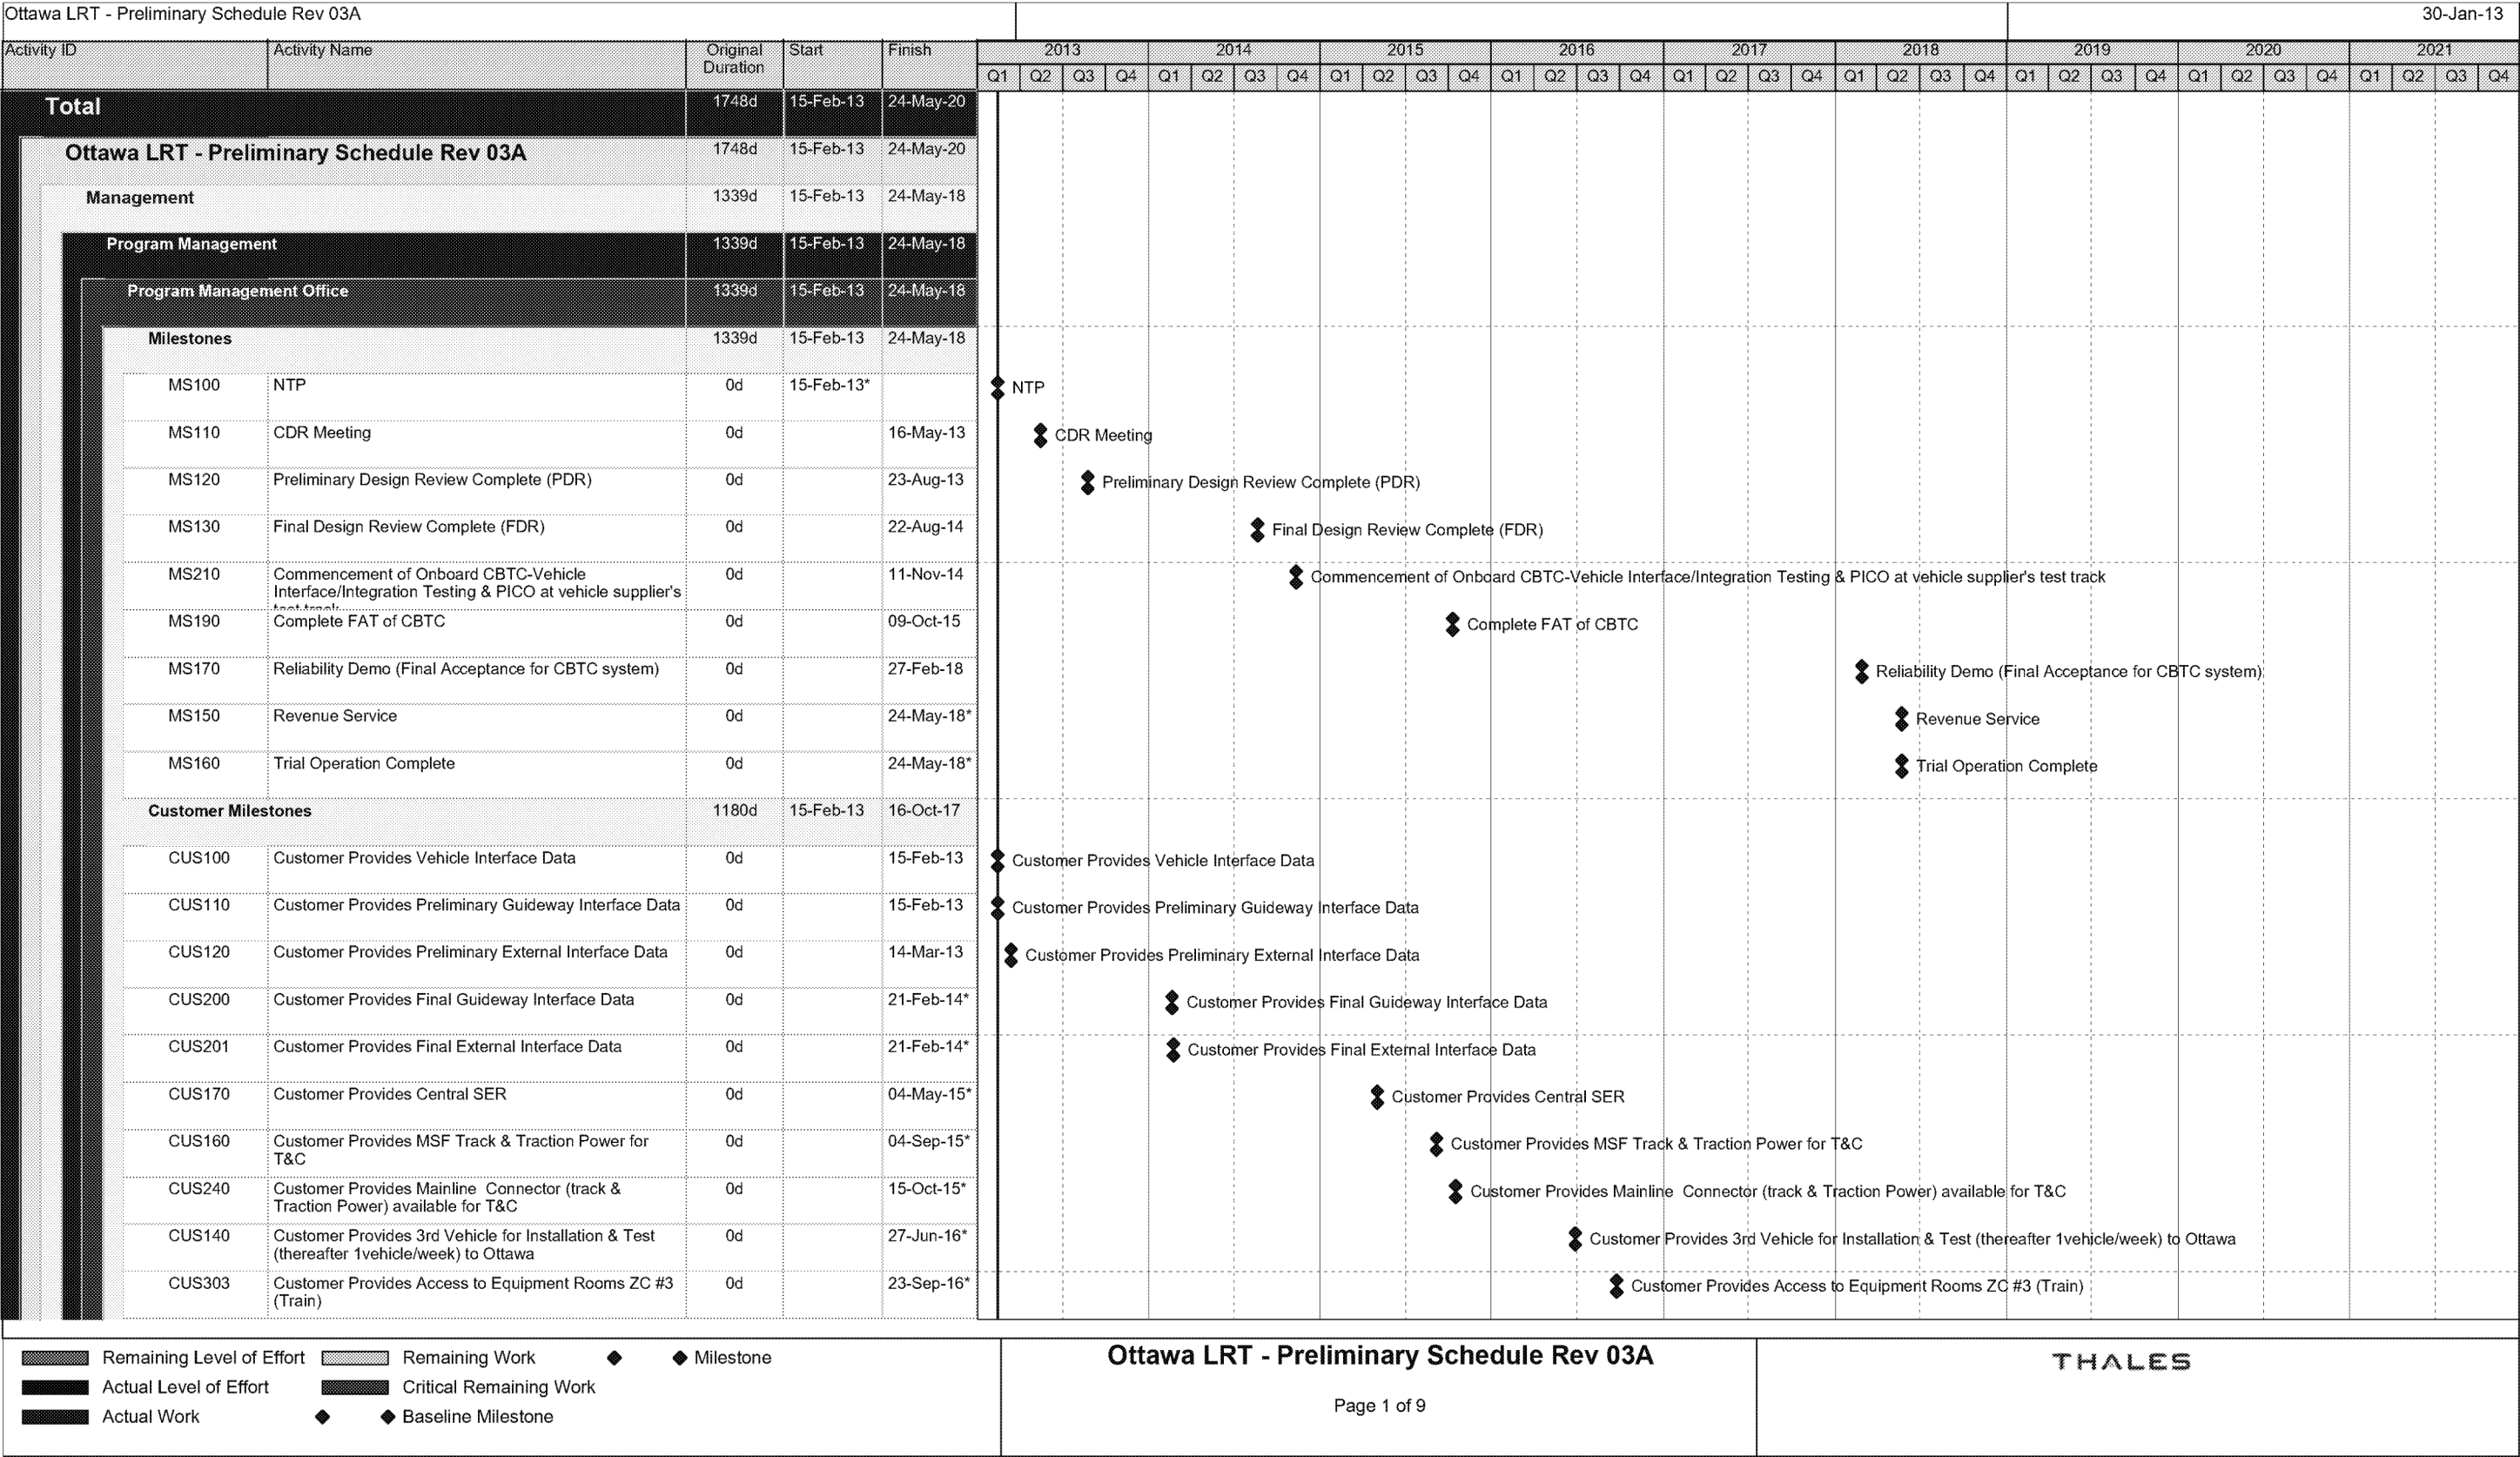 Ottawa LRT - Preliminary Schedule Rev 03A 30-Jan-13
Activity ID Activity Name Original Duration Start Finish 2013 2014 2015 2016 2017 2018 2019 2020 2021
Q1 Q2 Q3 Q4 Q1 Q2 Q3 Q4 Q1 Q2 Q3 Q4 Q1 Q2 Q3 Q4 Q1 Q2 Q3 Q4 Q1 Q2 Q3 Q4 Q1 Q2 Q3 Q4 Q1 Q2 Q3 Q4 Q1 Q2 Q3 Q4
Total 1748d 15-Feb-13 24-May-20
Ottawa LRT - Preliminary Schedule Rev 03A 1748d 15-Feb-13 24-May-20
Management 1339d 15-Feb-13 24-May-18
Program Management 1339d 15-Feb-13 24-May-18
Program Management Office 1339d 15-Feb-13 24-May-18
Milestones 1339d 15-Feb-13 24-May-18
MS100 NTP 0d 15-Feb-13* NTP
MS110 CDR Meeting 0d 16-May-13 CDR Meeting
MS120 Preliminary Design Review Complete (PDR) 0d 23-Aug-13 Preliminary Design Review Complete (PDR)
MS130 Final Design Review Complete (FDR) 0d 22-Aug-14 Final Design Review Complete (FDR)
MS210 Commencement of Onboard CBTC-Vehicle 0d 11-Nov-14 Commencement of Onboard CBTC-Vehicle Interface/Integration Testing & PICO at vehicle supplier's test track
Interface/Integration Testing & PICO at vehicle supplier's
test track
MS190 Complete FAT of CBTC 0d 09-Oct-15 Complete FAT of CBTC
MS170 Reliability Demo (Final Acceptance for CBTC system) 0d 27-Feb-18 Reliability Demo (Final Acceptance for CBTC system)
MS150 Revenue Service 0d 24-May-18* Revenue Service
MS160 Trial Operation Complete 0d 24-May-18* Trial Operation Complete
Customer Milestones 1180d 15-Feb-13 16-Oct-17
CUS100 Customer Provides Vehicle Interface Data 0d 15-Feb-13 Customer Provides Vehicle Interface Data
CUS110 Customer Provides Preliminary Guideway Interface Data 0d 15-Feb-13 Customer Provides Preliminary Guideway Interface Data
CUS120 Customer Provides Preliminary External Interface Data 0d 14-Mar-13 Customer Provides Preliminary External Interface Data
CUS200 Customer Provides Final Guideway Interface Data 0d 21-Feb-14* Customer Provides Final Guideway Interface Data
CUS201 Customer Provides Final External Interface Data 0d 21-Feb-14* Customer Provides Final External Interface Data
CUS170 Customer Provides Central SER 0d 04-May-15* Customer Provides Central SER
CUS160 Customer Provides MSF Track & Traction Power for 0d 04-Sep-15* Customer Provides MSF Track & Traction Power for T&C
T&C
CUS240 Customer Provides Mainline Connector (track & 0d 15-Oct-15* Customer Provides Mainline Connector (track & Traction Power) available for T&C
Traction Power) available for T&C
CUS140 Customer Provides 3rd Vehicle for Installation & Test 0d 27-Jun-16* Customer Provides 3rd Vehicle for Installation & Test (thereafter 1vehicle/week) to Ottawa
(thereafter 1vehicle/week) to Ottawa
CUS303 Customer Provides Access to Equipment Rooms ZC #3 0d 23-Sep-16* Customer Provides Access to Equipment Rooms ZC #3 (Train)
(Train)
Remaining Level of Effort Remaining Work Milestone
Actual Level of Effort Critical Remaining Work
Actual Work Baseline Milestone
Ottawa LRT - Preliminary Schedule Rev 03A
Page 1 of 9
THALES